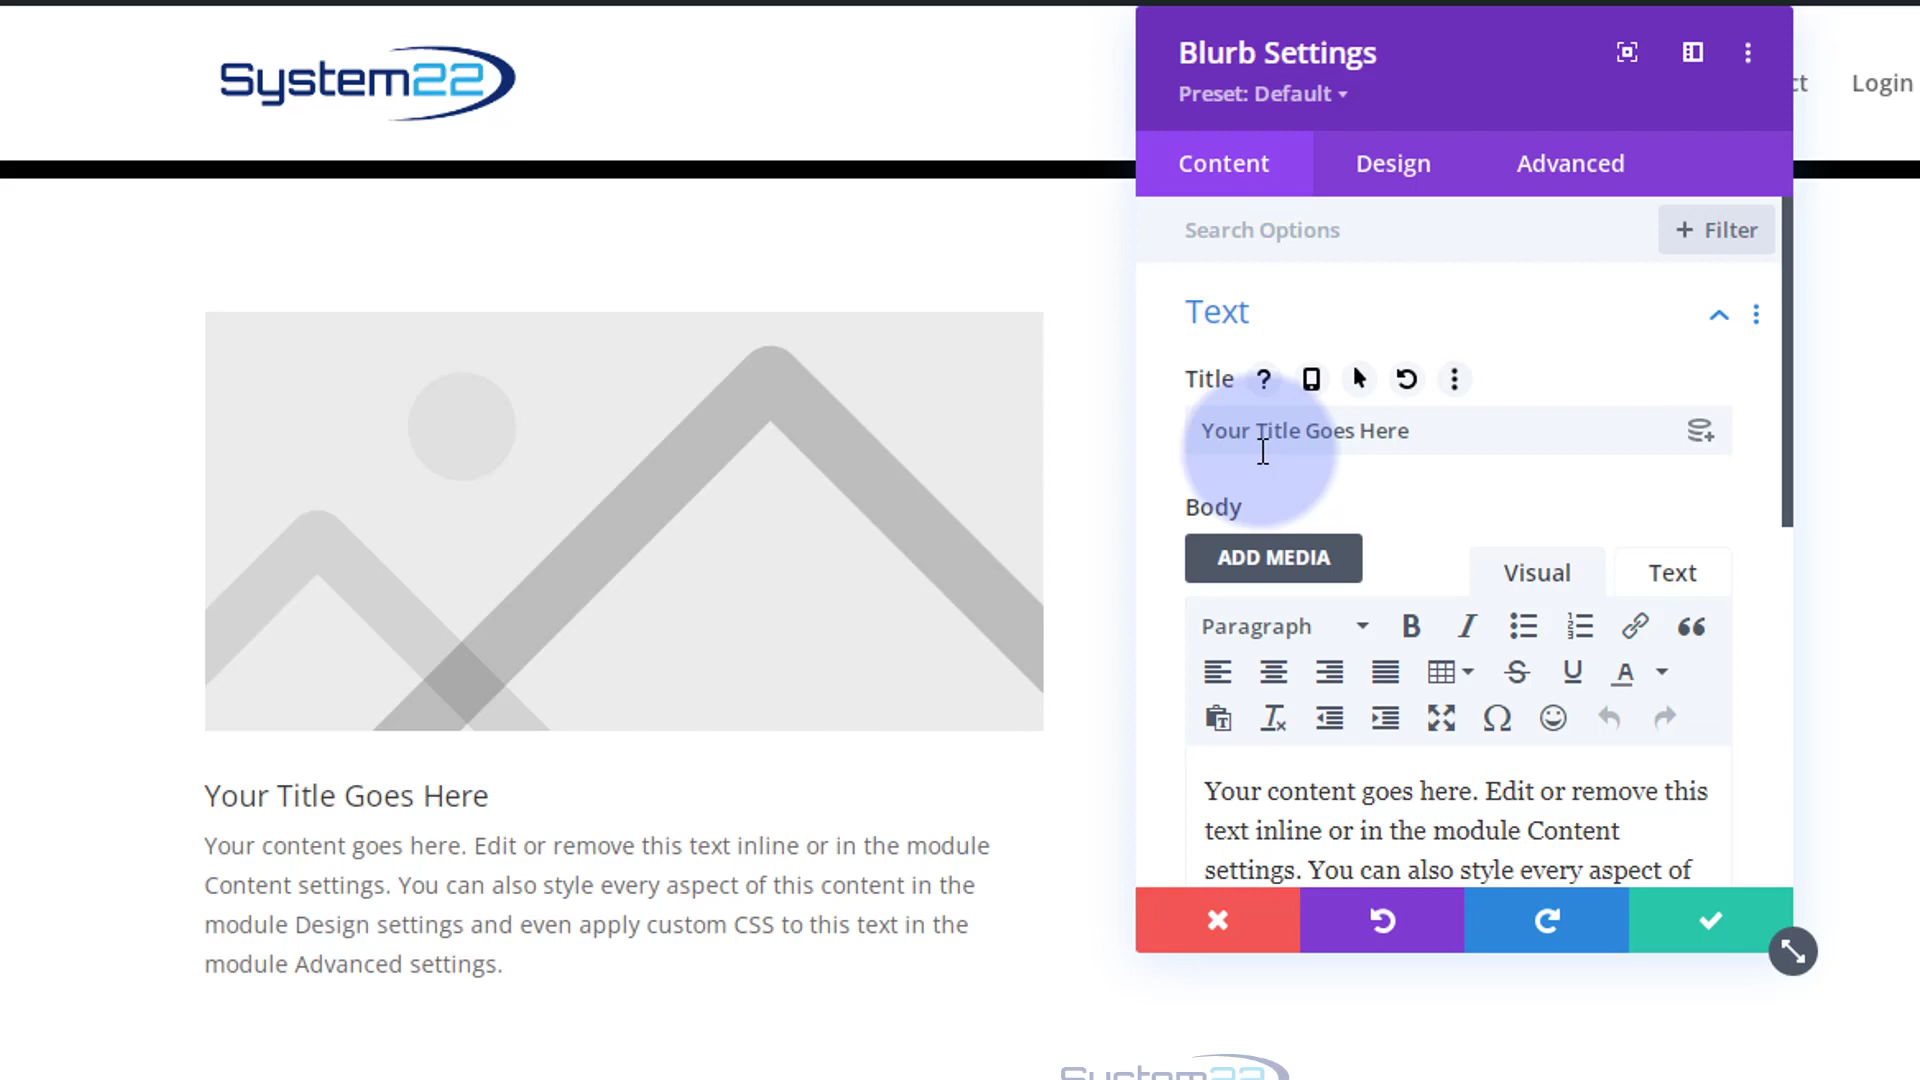 System22
Blurb Settings
Preset: Default
ct
Login
Content
Design
Advanced
Search Options
+ Filter
Text
Title ?
Your Title Goes Here
Body
ADD MEDIA
Visual
Text
Paragraph
B I
U A
Your content goes here. Edit or remove this
text inline or in the module Content
settings. You can also style every aspect of
Your Title Goes Here
Your content goes here. Edit or remove this text inline or in the module
Content settings. You can also style every aspect of this content in the
module Design settings and even apply custom CSS to this text in the
module Advanced settings.
System22